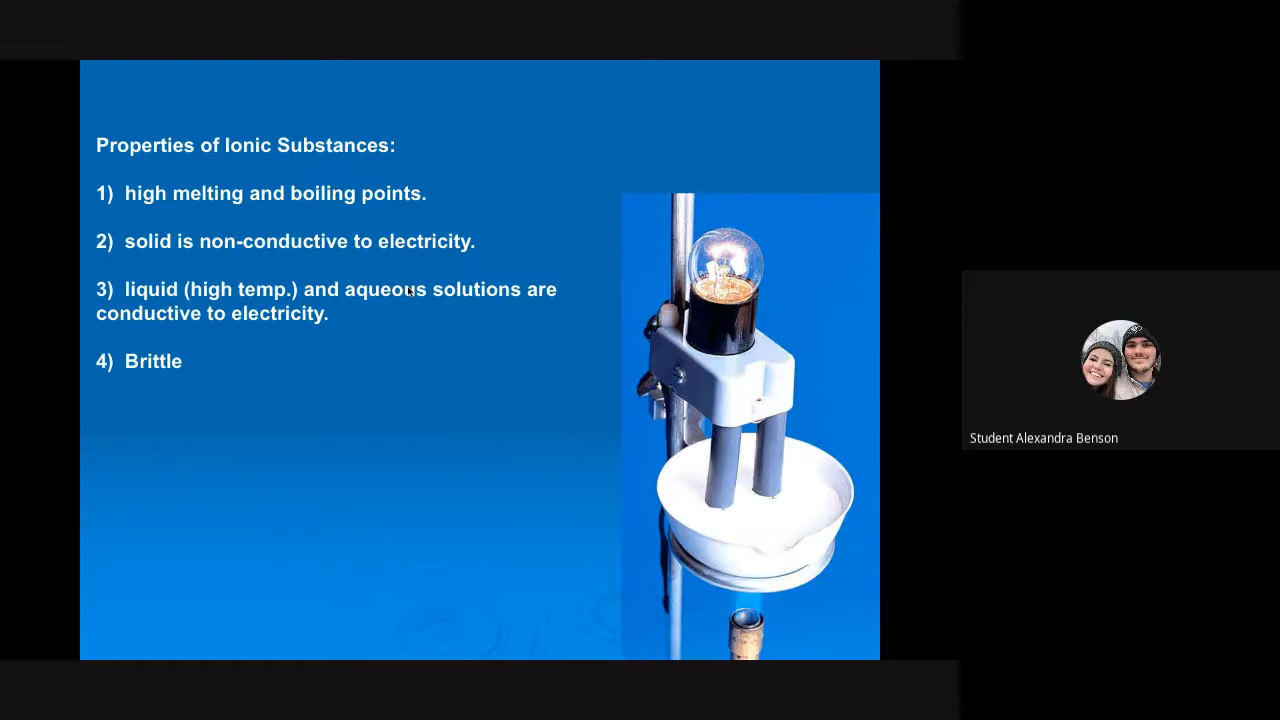 Properties of Ionic Substances:
1) high melting and boiling points.
2) solid is non-conductive to electricity.
3) liquid (high temp.) and aqueous solutions are
conductive to electricity.
4) Brittle
Student Alexandra Benson